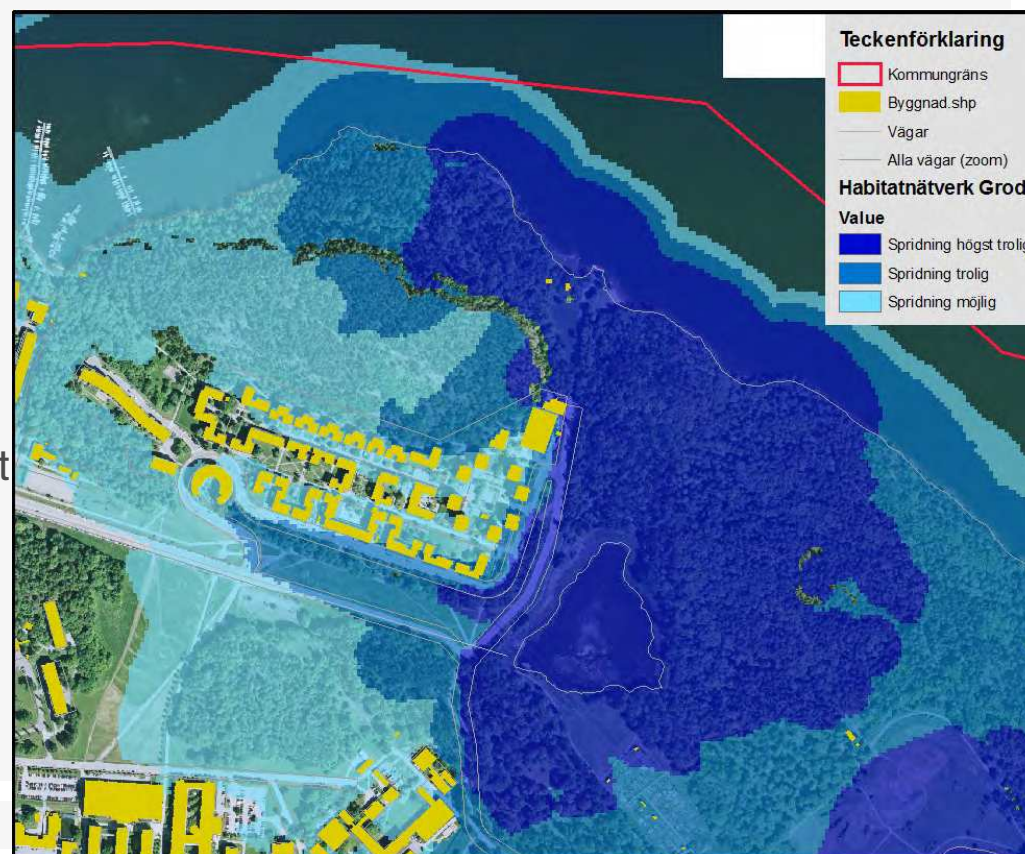 Teckenförklaring
Kommungräns
Byggnad.shp
Vägar
Alla vägar (zoom)
Habitatnätverk Grod
Value
Spridning högst trolig
Spridning trolig
Spridning möjlig
t